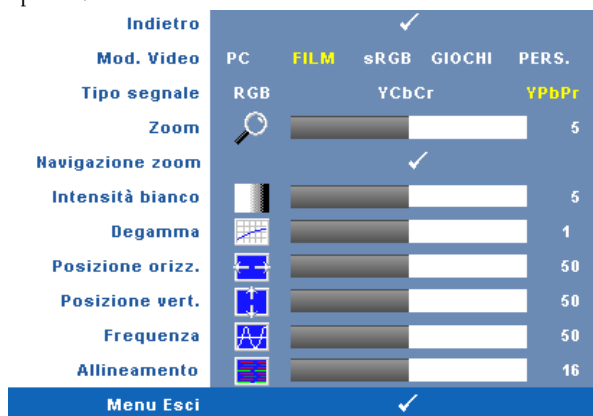 Indietro
Mod. Video PC FILM sRGB GIOCHI PERS.
Tipo segnale RGB YCbCr YPbPr
Zoom 5
Navigazione zoom
Intensità bianco 5
Degamma 1
Posizione orizz. 50
Posizione vert. 50
Frequenza 50
Allineamento 16
Menu Esci